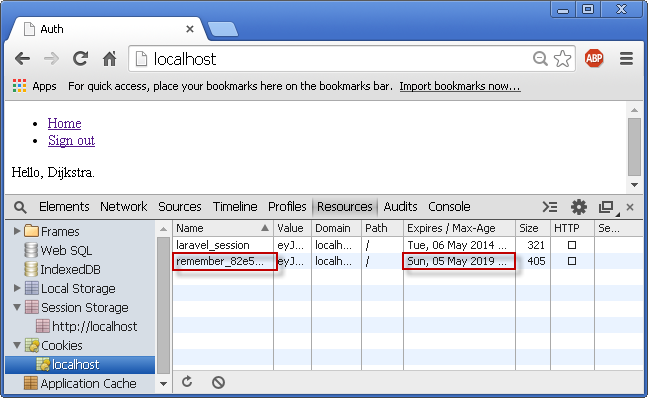 Auth
localhost
ABP
Apps For quick access, place your bookmarks here on the bookmarks bar. Import bookmarks now...
Home
Sign out
Hello, Dijkstra.
Elements Network Sources Timeline Profiles Resources Audits Console
Frames
Web SQL
IndexedDB
Local Storage
Session Storage
http://localhost
Cookies
localhost
Application Cache
Name Value Domain Path Expires / Max-Age Size HTTP Se...
laravel_session eyJ... localh... / Tue, 06 May 2014 ... 321
remember_82e5... eyJ... localh... / Sun, 05 May 2019 ... 405